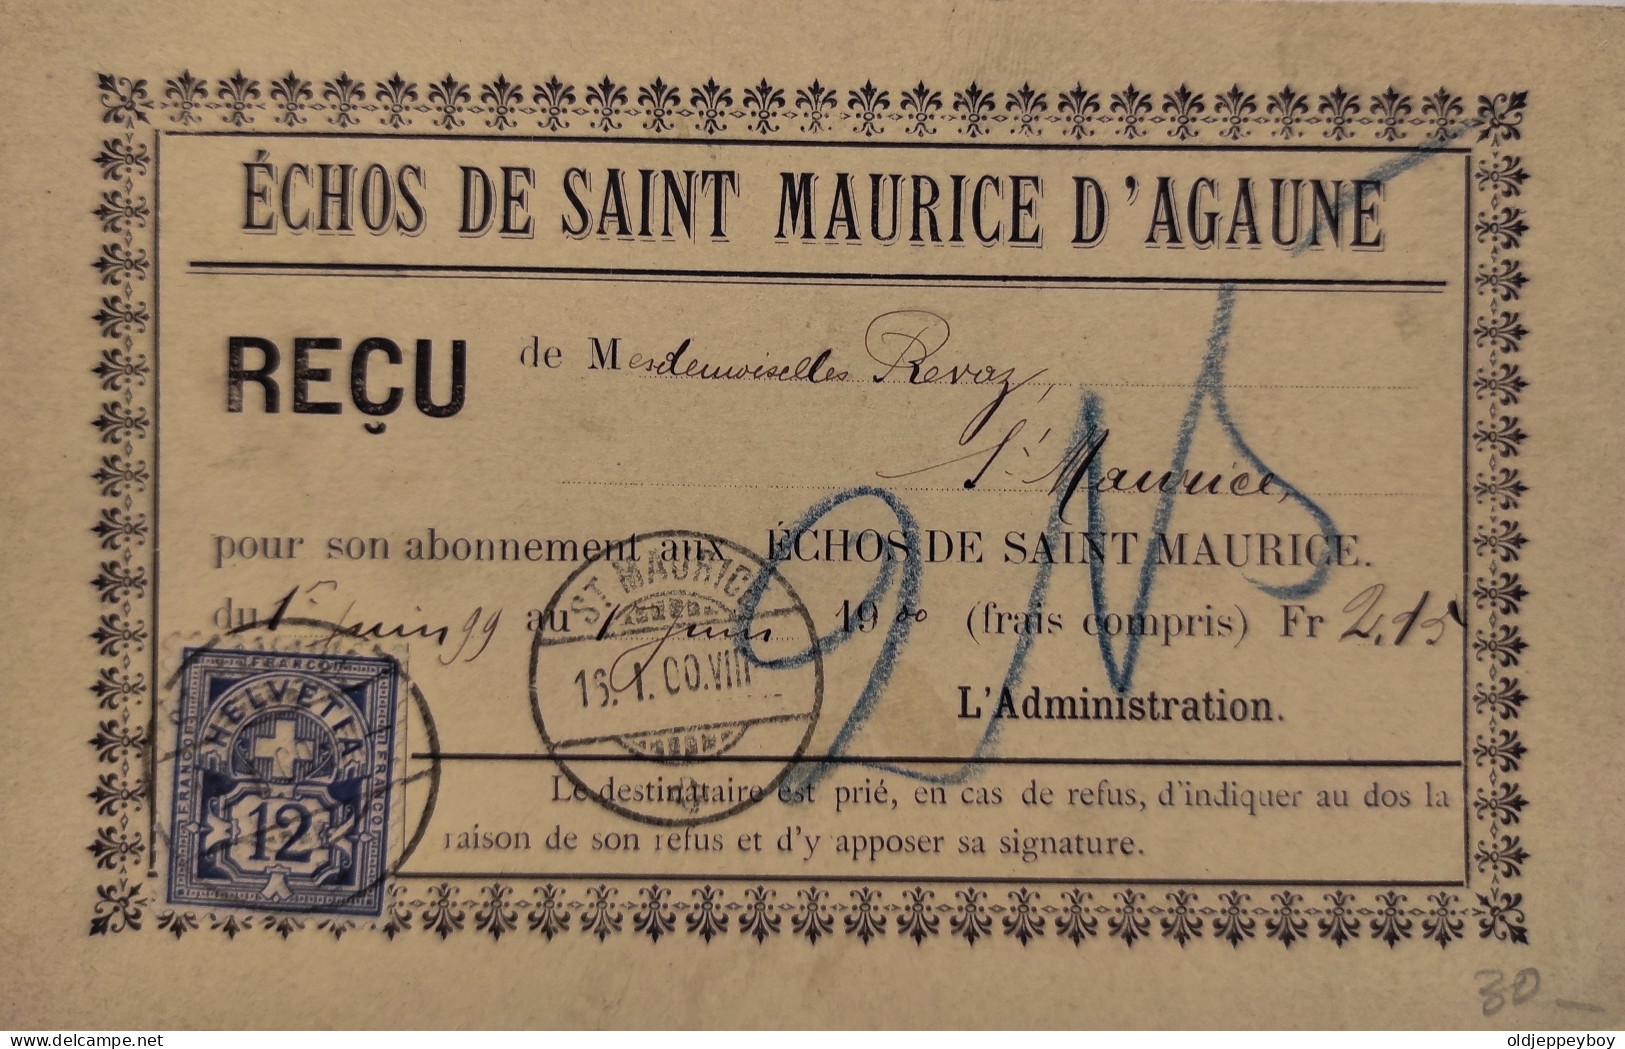 ÉCHOS DE SAINT MAURICE D'AGAUNE
REÇU de Mesdemoiselles Revaz,
St Maurice,
pour son abonnement aux ÉCHOS DE SAINT MAURICE.
du 1er juin 99 au 1 juin 1900 (frais compris) Fr 2,15
215
ST. MAURICE
16.I.00.VIII
L'Administration.
FRANCO
HELVETIA
FRANCO
FRANCO
12
Le destinataire est prié, en cas de refus, d'indiquer au dos la
raison de son refus et d'y apposer sa signature.
30-
oldjeppeyboy